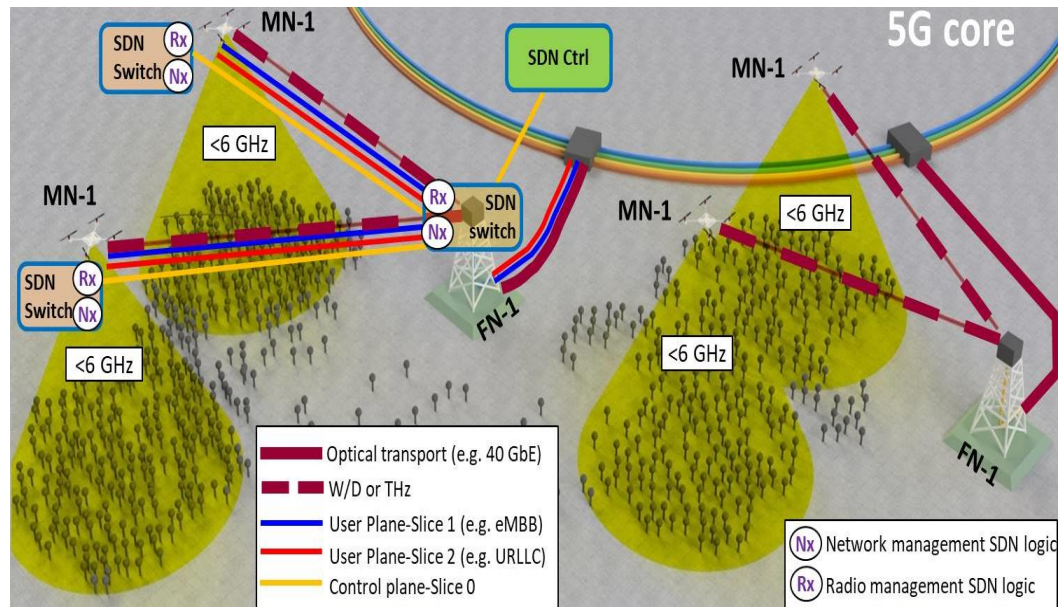 MN-1
5G core
SDN
Switch
Rx
Nx
SDN Ctrl
MN-1
<6 GHz
MN-1
Rx
Nx
SDN
switch
MN-1
<6 GHz
SDN
Switch
Rx
Nx
FN-1
<6 GHz
<6 GHz
Optical transport (e.g. 40 GbE)
W/D or THz
User Plane-Slice 1 (e.g. eMBB)
User Plane-Slice 2 (e.g. URLLC)
Control plane-Slice 0
FN-1
Nx Network management SDN logic
Rx Radio management SDN logic